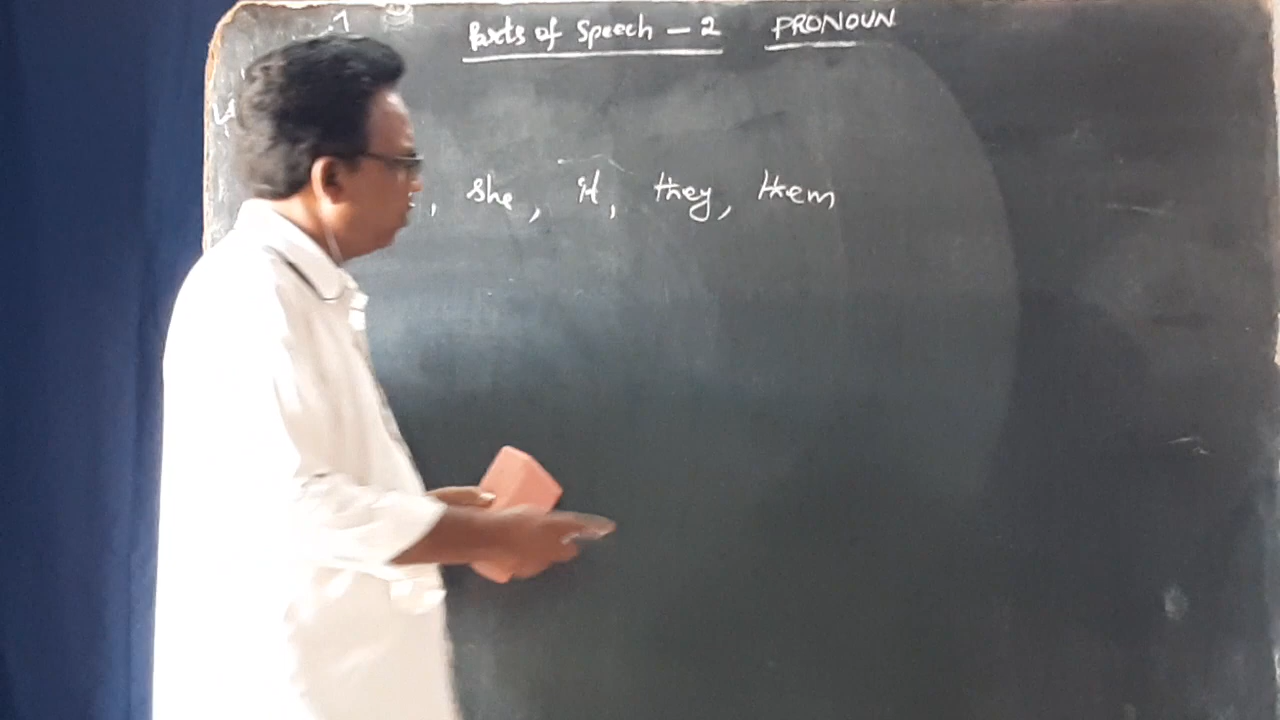 Parts of Speech - 2 PRONOUN
, she, it, they, them